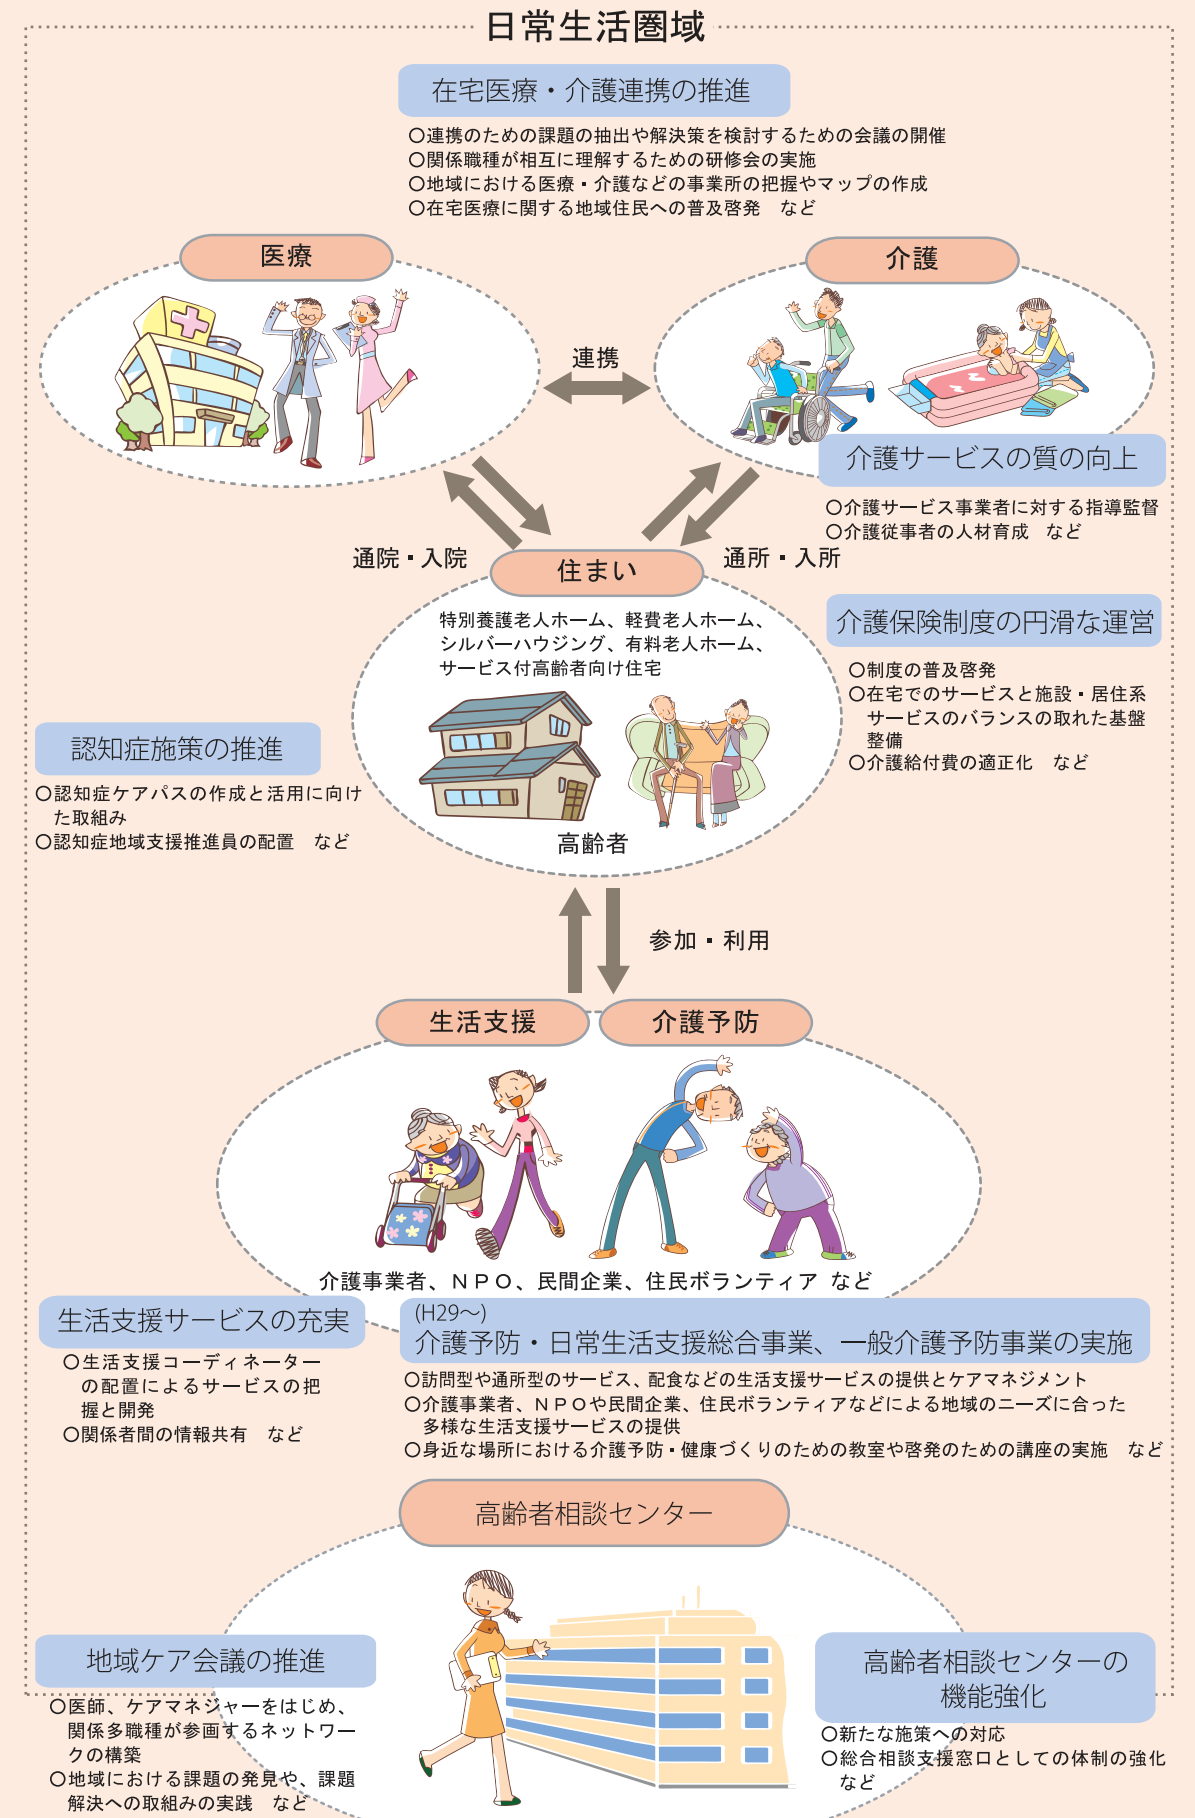 日常生活圏域
在宅医療・介護連携の推進
○連携のための課題の抽出や解決策を検討するための会議の開催
○関係職種が相互に理解するための研修会の実施
○地域における医療・介護などの事業所の把握やマップの作成
○在宅医療に関する地域住民への普及啓発　など
医療
介護
連携
介護サービスの質の向上
○介護サービス事業者に対する指導監督
○介護従事者の人材育成　など
通院・入院
通所・入所
住まい
特別養護老人ホーム、軽費老人ホーム、
シルバーハウジング、有料老人ホーム、
サービス付高齢者向け住宅
高齢者
介護保険制度の円滑な運営
○制度の普及啓発
○在宅でのサービスと施設・居住系
サービスのバランスの取れた基盤
整備
○介護給付費の適正化　など
認知症施策の推進
○認知症ケアパスの作成と活用に向け
た取組み
○認知症地域支援推進員の配置　など
参加・利用
生活支援
介護予防
介護事業者、ＮＰＯ、民間企業、住民ボランティア など
生活支援サービスの充実
○生活支援コーディネーター
の配置によるサービスの把
握と開発
○関係者間の情報共有　など
(H29～)
介護予防・日常生活支援総合事業、一般介護予防事業の実施
○訪問型や通所型のサービス、配食などの生活支援サービスの提供とケアマネジメント
○介護事業者、ＮＰＯや民間企業、住民ボランティアなどによる地域のニーズに合った
多様な生活支援サービスの提供
○身近な場所における介護予防・健康づくりのための教室や啓発のための講座の実施　など
高齢者相談センター
地域ケア会議の推進
○医師、ケアマネジャーをはじめ、
関係多職種が参画するネットワー
クの構築
○地域における課題の発見や、課題
解決への取組みの実践　など
高齢者相談センターの
機能強化
○新たな施策への対応
○総合相談支援窓口としての体制の強化
など